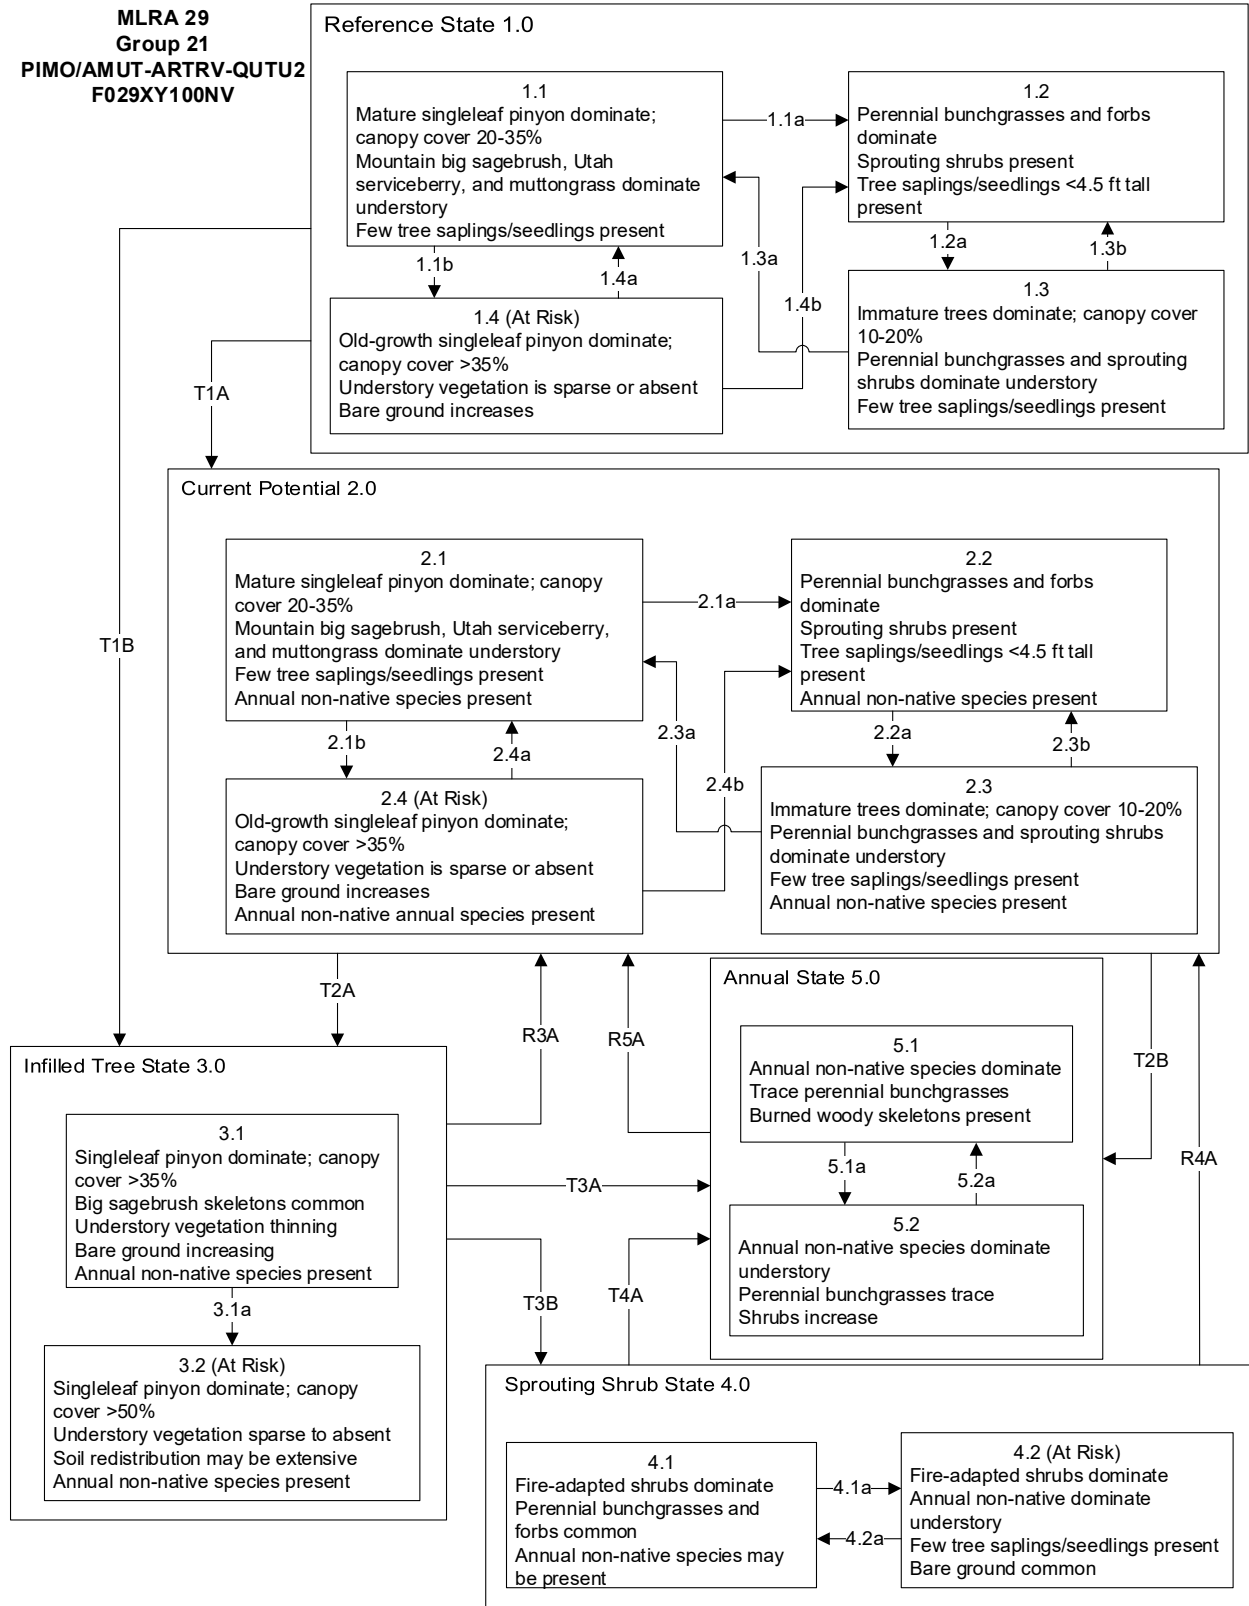 MLRA 29
Group 21
PIMO/AMUT-ARTRV-QUTU2
F029XY100NV
Reference State 1.0
1.1
Mature singleleaf pinyon dominate;
canopy cover 20-35%
Mountain big sagebrush, Utah
serviceberry, and muttongrass dominate
understory
Few tree saplings/seedlings present
1.1a
1.2
Perennial bunchgrasses and forbs
dominate
Sprouting shrubs present
Tree saplings/seedlings <4.5 ft tall
present
1.1b
1.4a
1.3a
1.4b
1.2a
1.3b
1.4 (At Risk)
Old-growth singleleaf pinyon dominate;
canopy cover >35%
Understory vegetation is sparse or absent
Bare ground increases
1.3
Immature trees dominate; canopy cover
10-20%
Perennial bunchgrasses and sprouting
shrubs dominate understory
Few tree saplings/seedlings present
T1A
T1B
Current Potential 2.0
2.1
Mature singleleaf pinyon dominate; canopy
cover 20-35%
Mountain big sagebrush, Utah serviceberry,
and muttongrass dominate understory
Few tree saplings/seedlings present
Annual non-native species present
2.1a
2.2
Perennial bunchgrasses and forbs
dominate
Sprouting shrubs present
Tree saplings/seedlings <4.5 ft tall
present
Annual non-native species present
2.1b
2.4a
2.3a
2.4b
2.2a
2.3b
2.4 (At Risk)
Old-growth singleleaf pinyon dominate;
canopy cover >35%
Understory vegetation is sparse or absent
Bare ground increases
Annual non-native annual species present
2.3
Immature trees dominate; canopy cover 10-20%
Perennial bunchgrasses and sprouting shrubs
dominate understory
Few tree saplings/seedlings present
Annual non-native species present
T2A
R3A
R5A
T2B
R4A
Infilled Tree State 3.0
3.1
Singleleaf pinyon dominate; canopy
cover >35%
Big sagebrush skeletons common
Understory vegetation thinning
Bare ground increasing
Annual non-native species present
3.1a
3.2 (At Risk)
Singleleaf pinyon dominate; canopy
cover >50%
Understory vegetation sparse to absent
Soil redistribution may be extensive
Annual non-native species present
T3A
T3B
T4A
Annual State 5.0
5.1
Annual non-native species dominate
Trace perennial bunchgrasses
Burned woody skeletons present
5.1a
5.2a
5.2
Annual non-native species dominate
understory
Perennial bunchgrasses trace
Shrubs increase
Sprouting Shrub State 4.0
4.1
Fire-adapted shrubs dominate
Perennial bunchgrasses and
forbs common
Annual non-native species may
be present
4.1a
4.2a
4.2 (At Risk)
Fire-adapted shrubs dominate
Annual non-native dominate
understory
Few tree saplings/seedlings present
Bare ground common